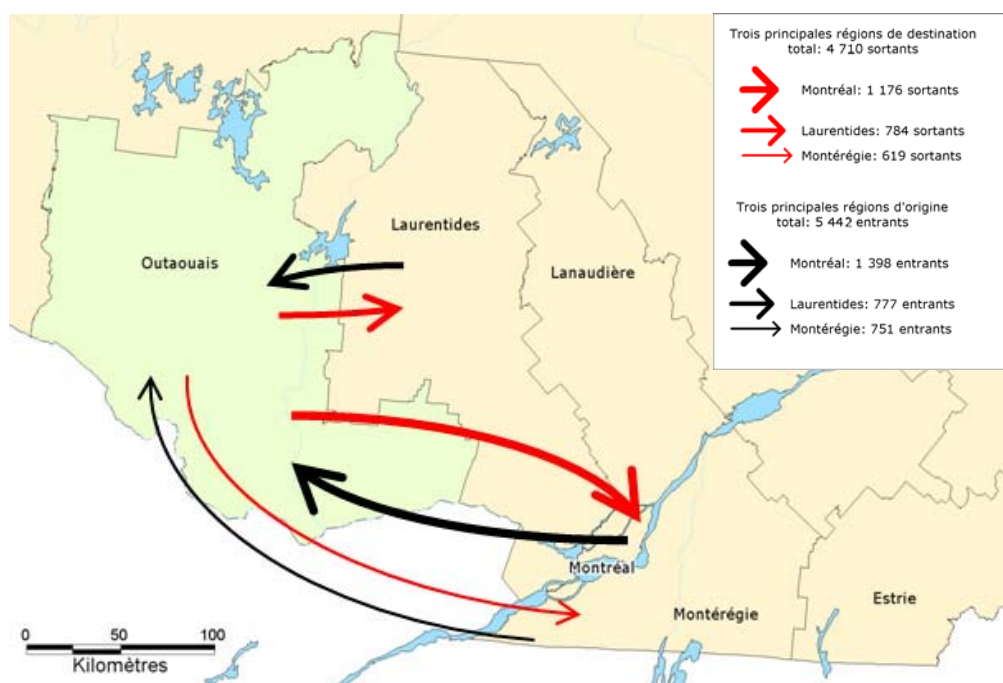 Trois principales régions de destination
total: 4 710 sortants
Montréal: 1 176 sortants
Laurentides: 784 sortants
Montérégie: 619 sortants
Trois principales régions d'origine
total: 5 442 entrants
Montréal: 1 398 entrants
Laurentides: 777 entrants
Montérégie: 751 entrants
Laurentides
Outaouais
Lanaudière
Montréal
Estrie
Montérégie
0 50 100
Kilomètres